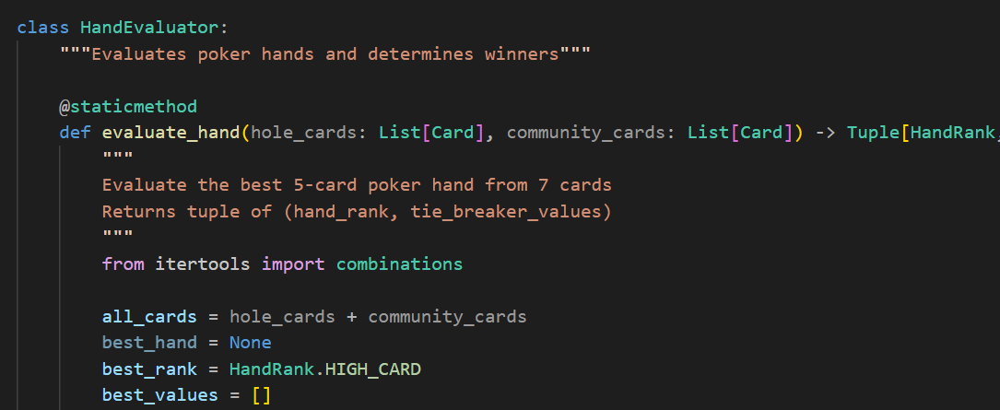 class HandEvaluator:
    """Evaluates poker hands and determines winners"""
    @staticmethod
    def evaluate_hand(hole_cards: List[Card], community_cards: List[Card]) -> Tuple[HandRank,
        """
        Evaluate the best 5-card poker hand from 7 cards
        Returns tuple of (hand_rank, tie_breaker_values)
        """
        from itertools import combinations
        all_cards = hole_cards + community_cards
        best_hand = None
        best_rank = HandRank.HIGH_CARD
        best_values = []